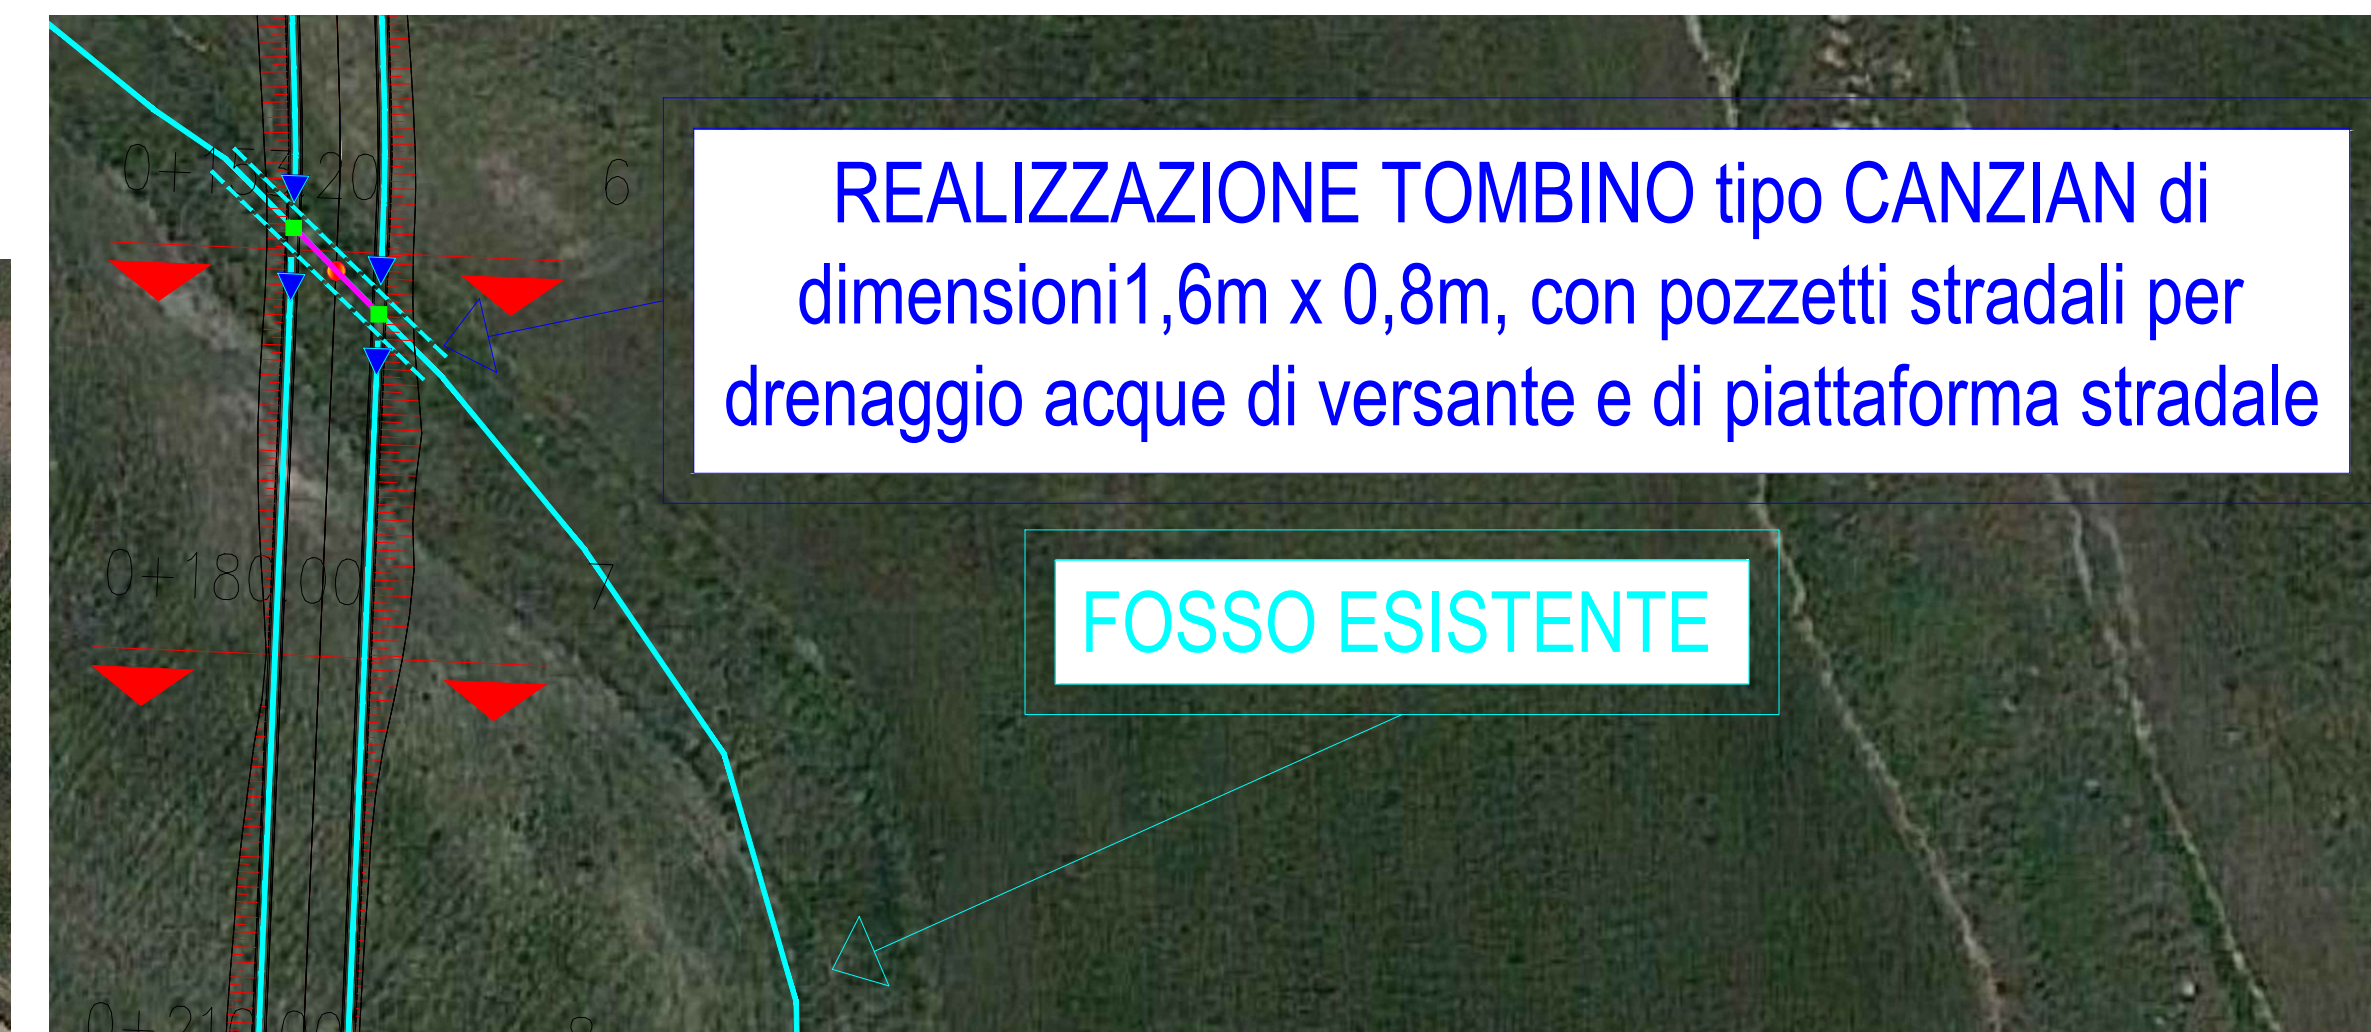 6
REALIZZAZIONE TOMBINO tipo CANZIAN di
dimensioni1,6m x 0,8m, con pozzetti stradali per
drenaggio acque di versante e di piattaforma stradale
0+180.00
7
FOSSO ESISTENTE